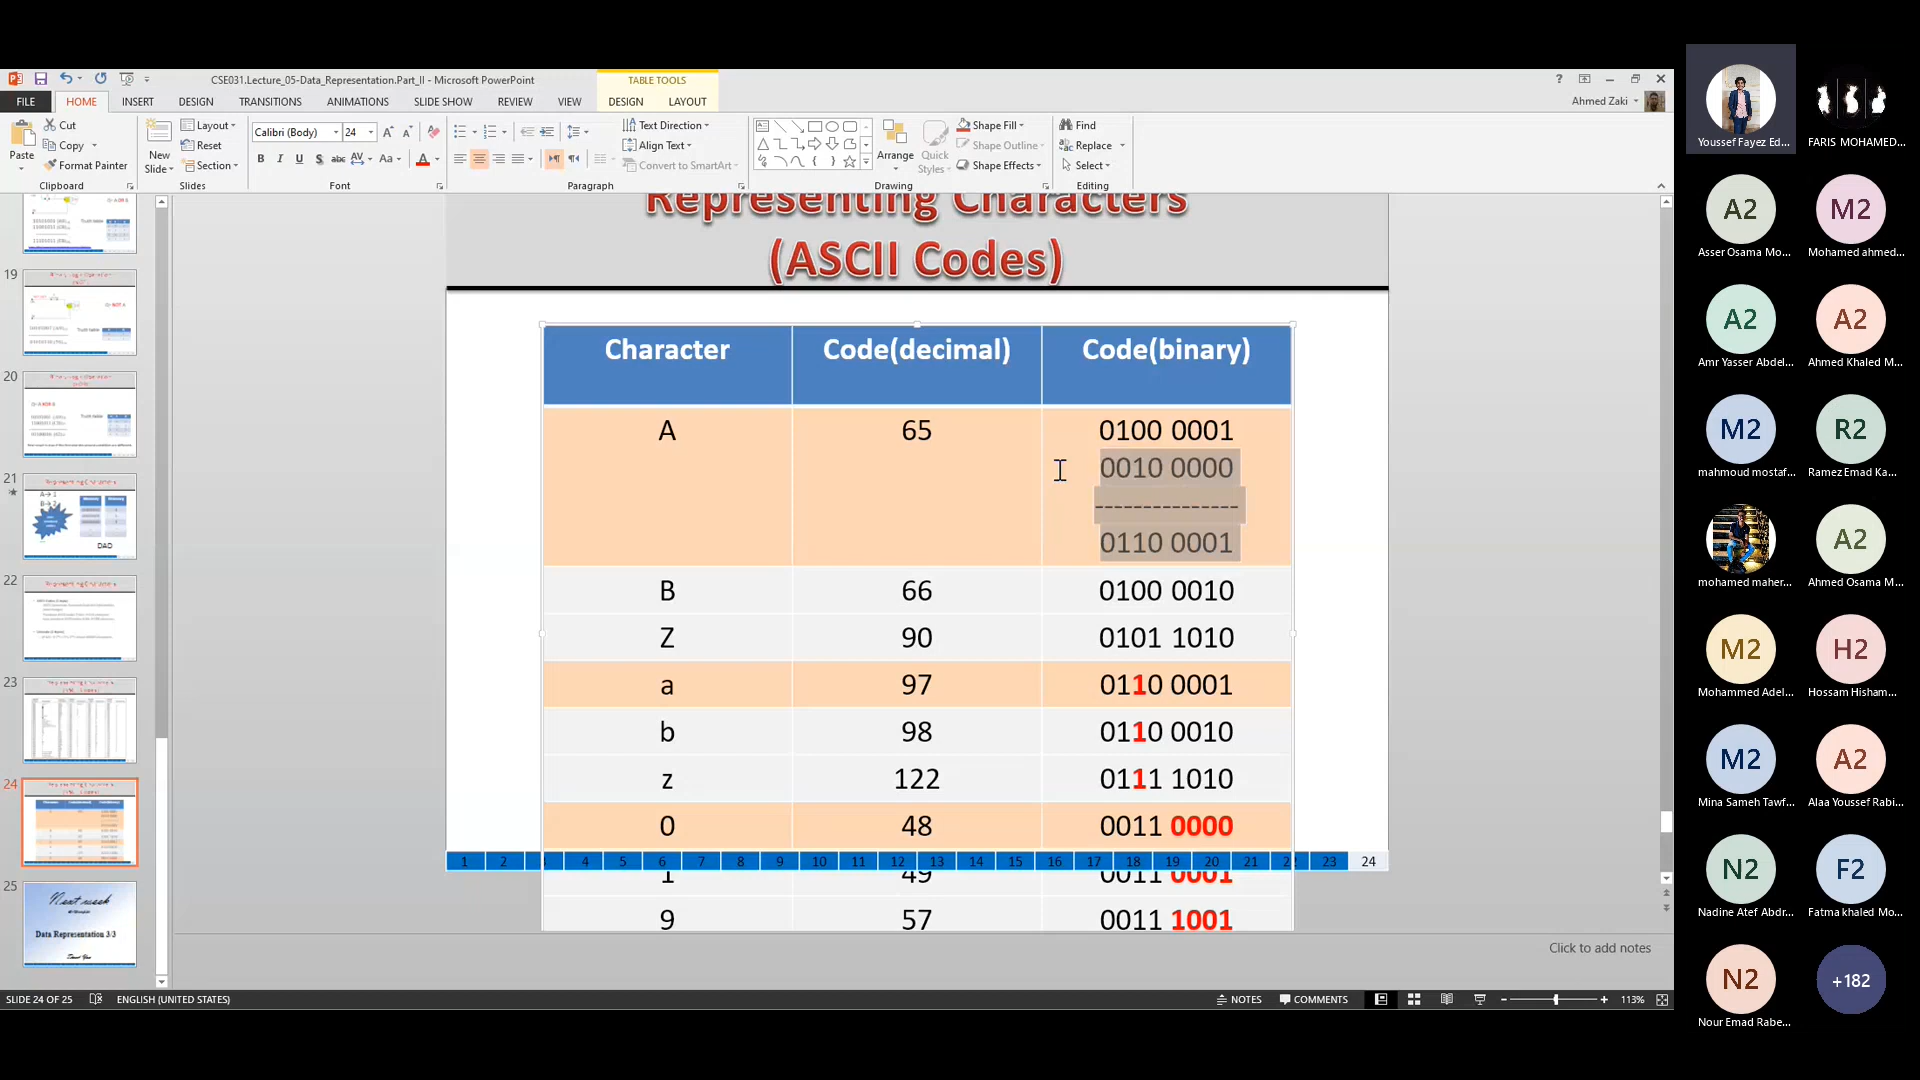 CSE031.Lecture_05-Data_Representation.Part_II - Microsoft PowerPoint
TABLE TOOLS
?
FILE HOME INSERT DESIGN TRANSITIONS ANIMATIONS SLIDE SHOW REVIEW VIEW DESIGN LAYOUT
Ahmed Zaki
Paste
Cut
Copy
Format Painter
Clipboard
New
Slide
Layout
Reset
Section
Slides
Calibri (Body) 24
B I U S abc AV Aa A
Font
Text Direction
Align Text
Convert to SmartArt
Paragraph
Arrange
Quick
Styles
Shape Fill
Shape Outline
Shape Effects
Drawing
Find
Replace
Select
Editing
19
20
21
22
23
24
25
Next week
Data Representation 3/3
Representing Characters
(ASCII Codes)
Character Code(decimal) Code(binary)
A 65 0100 0001
0010 0000
---------------
0110 0001
B 66 0100 0010
Z 90 0101 1010
a 97 0110 0001
b 98 0110 0010
z 122 0111 1010
0 48 0011 0000
1 2 3 4 5 6 7 8 9 10 11 12 13 14 15 16 17 18 19 20 21 22 23 24
1 49 0011 0001
9 57 0011 1001
Click to add notes
SLIDE 24 OF 25 ENGLISH (UNITED STATES) NOTES COMMENTS 113%
Youssef Fayez Ed...
FARIS MOHAMED...
A2
Asser Osama Mo...
M2
Mohamed ahmed...
A2
Amr Yasser Abdel...
A2
Ahmed Khaled M...
M2
mahmoud mostaf...
R2
Ramez Emad Ka...
mohamed maher...
A2
Ahmed Osama M...
M2
Mohammed Adel...
H2
Hossam Hisham...
M2
Mina Sameh Tawf...
A2
Alaa Youssef Rabi...
N2
Nadine Atef Abdr...
F2
Fatma khaled Mo...
N2
Nour Emad Rabe...
+182